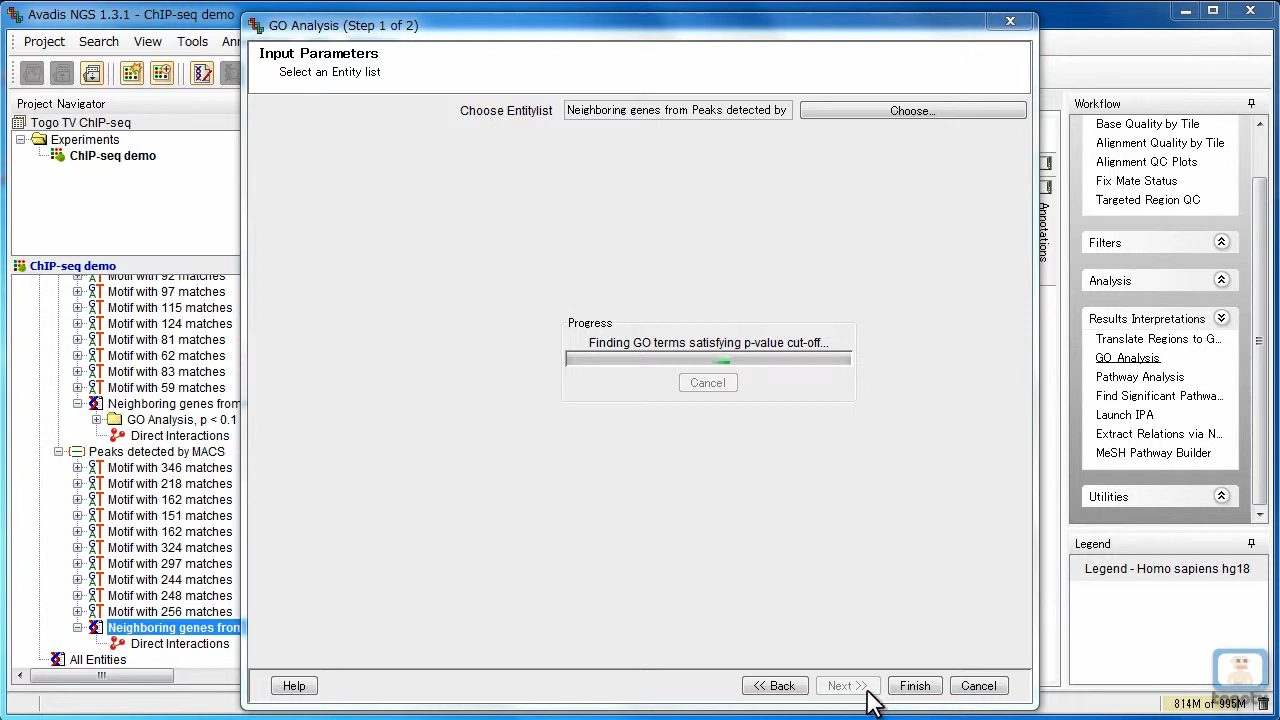 Avadis NGS 1.3.1 - ChIP-seq demo
Project Search View Tools
Project Navigator
Togo TV ChIP-seq
Experiments
ChIP-seq demo
ChIP-seq demo
Motif with 92 matches
Motif with 97 matches
Motif with 115 matches
Motif with 124 matches
Motif with 81 matches
Motif with 62 matches
Motif with 83 matches
Motif with 59 matches
Neighboring genes from
GO Analysis, p < 0.1
Direct Interactions
Peaks detected by MACS
Motif with 346 matches
Motif with 218 matches
Motif with 162 matches
Motif with 151 matches
Motif with 162 matches
Motif with 324 matches
Motif with 297 matches
Motif with 244 matches
Motif with 248 matches
Motif with 256 matches
Neighboring genes from
Direct Interactions
All Entities
GO Analysis (Step 1 of 2)
Input Parameters
Select an Entity list
Choose Entitylist Neighboring genes from Peaks detected by Choose...
Progress
Finding GO terms satisfying p-value cut-off...
Cancel
Help << Back Next >> Finish Cancel
Annotations
Workflow
Base Quality by Tile
Alignment Quality by Tile
Alignment QC Plots
Fix Mate Status
Targeted Region QC
Filters
Analysis
Results Interpretations
Translate Regions to G...
GO Analysis
Pathway Analysis
Find Significant Pathwa...
Launch IPA
Extract Relations via N...
MeSH Pathway Builder
Utilities
Legend
Legend - Homo sapiens hg18
814M of 995M